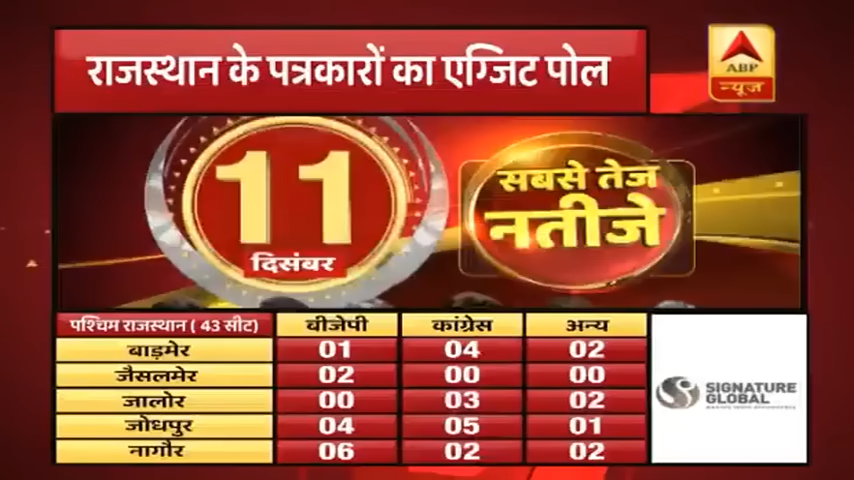 राजस्थान के पत्रकारों का एग्जिट पोल
ABP
न्यूज़
11
दिसंबर
सबसे तेज
नतीजे
पश्चिम राजस्थान ( 43 सीट) बीजेपी कांग्रेस अन्य
बाड़मेर 01 04 02
जैसलमेर 02 00 00
जालोर 00 03 02
जोधपुर 04 05 01
नागौर 06 02 02
SIGNATURE
GLOBAL